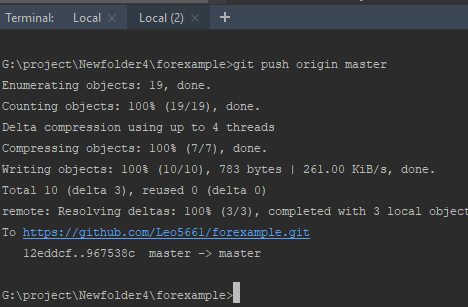 Terminal: Local × Local (2) × +
G:\project\Newfolder4\forexample>git push origin master
Enumerating objects: 19, done.
Counting objects: 100% (19/19), done.
Delta compression using up to 4 threads
Compressing objects: 100% (7/7), done.
Writing objects: 100% (10/10), 783 bytes | 261.00 KiB/s, done.
Total 10 (delta 3), reused 0 (delta 0)
remote: Resolving deltas: 100% (3/3), completed with 3 local object
To https://github.com/Leo5661/forexample.git
12eddcf..967538c master -> master
G:\project\Newfolder4\forexample>